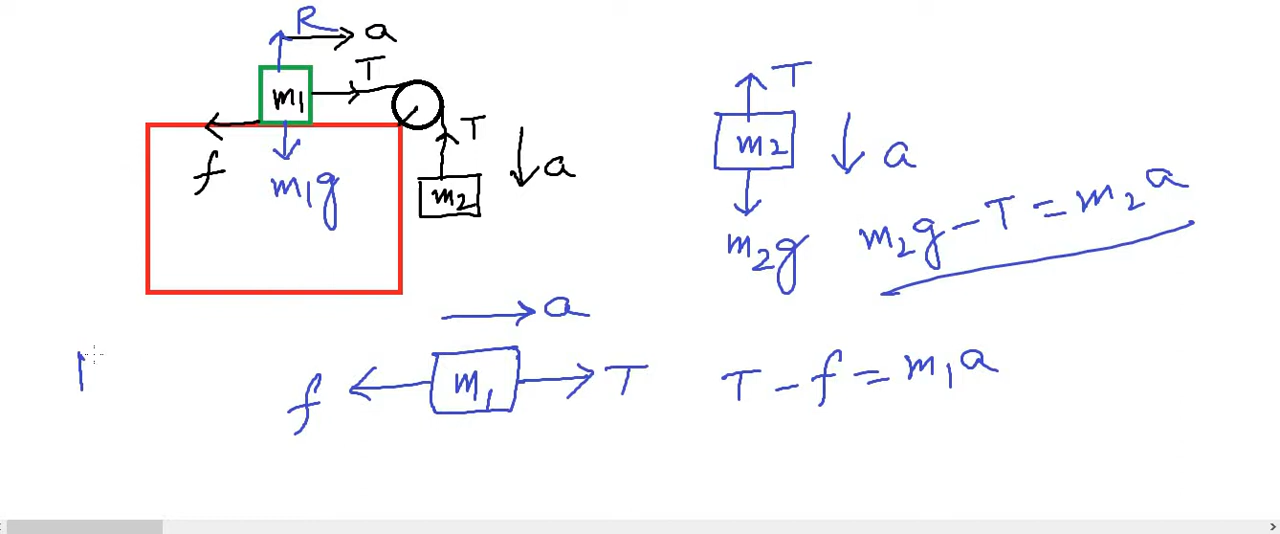 R
a
T
m₁
T
f
m₁g
m₂
a
T
m₂
a
m₂g
m₂g - T = m₂a
a
f
m₁
T
T - f = m₁a